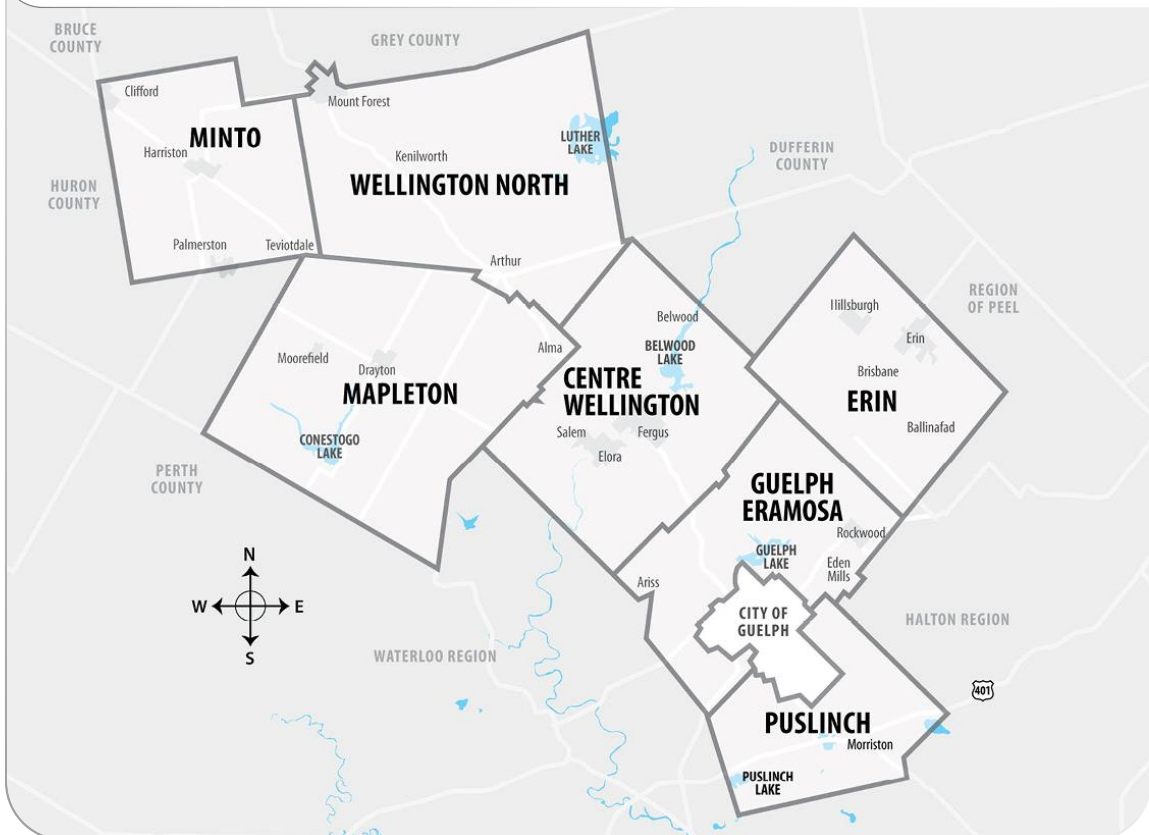 BRUCE
COUNTY
GREY COUNTY
Clifford
Mount Forest
MINTO
LUTHER
LAKE
DUFFERIN
COUNTY
Harriston
Kenilworth
WELLINGTON NORTH
HURON
COUNTY
Palmerston
Teviotdale
Arthur
REGION
OF PEEL
Hillsburgh
Belwood
Erin
Moorefield
Drayton
Alma
BELWOOD
LAKE
Brisbane
MAPLETON
CENTRE
WELLINGTON
ERIN
Salem
Fergus
Ballinafad
CONESTOGO
LAKE
Elora
PERTH
COUNTY
GUELPH
ERAMOSA
Rockwood
GUELPH
LAKE
Eden
Mills
Ariss
N
W
E
S
CITY OF
GUELPH
HALTON REGION
WATERLOO REGION
401
PUSLINCH
Morriston
PUSLINCH
LAKE